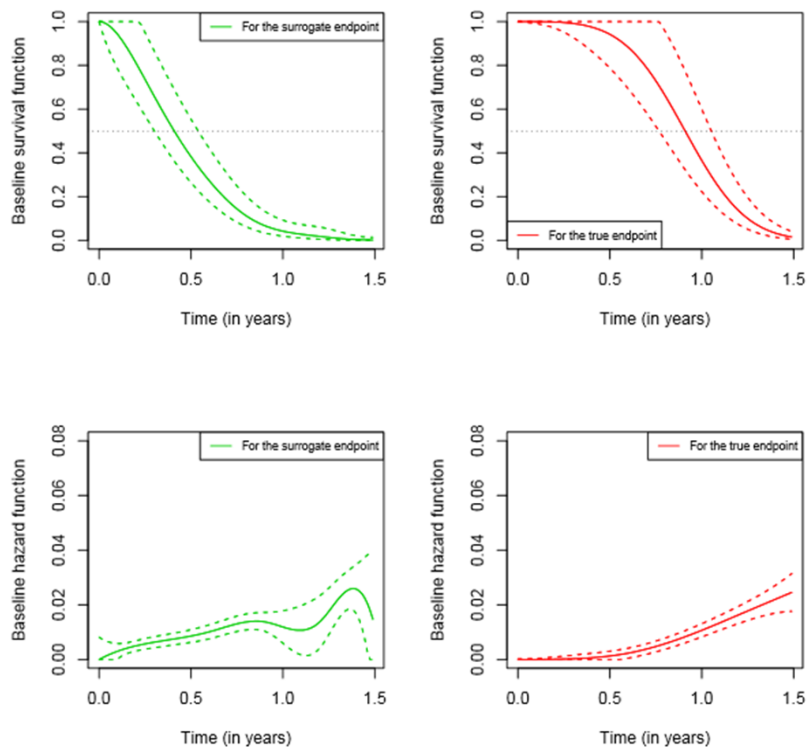 Baseline survival function
1.0
0.8
0.6
0.4
0.2
0.0
For the surrogate endpoint
0.0 0.5 1.0 1.5
Time (in years)
Baseline survival function
1.0
0.8
0.6
0.4
0.2
0.0
For the true endpoint
0.0 0.5 1.0 1.5
Time (in years)
Baseline hazard function
0.08
0.06
0.04
0.02
0.00
For the surrogate endpoint
0.0 0.5 1.0 1.5
Time (in years)
Baseline hazard function
0.08
0.06
0.04
0.02
0.00
For the true endpoint
0.0 0.5 1.0 1.5
Time (in years)